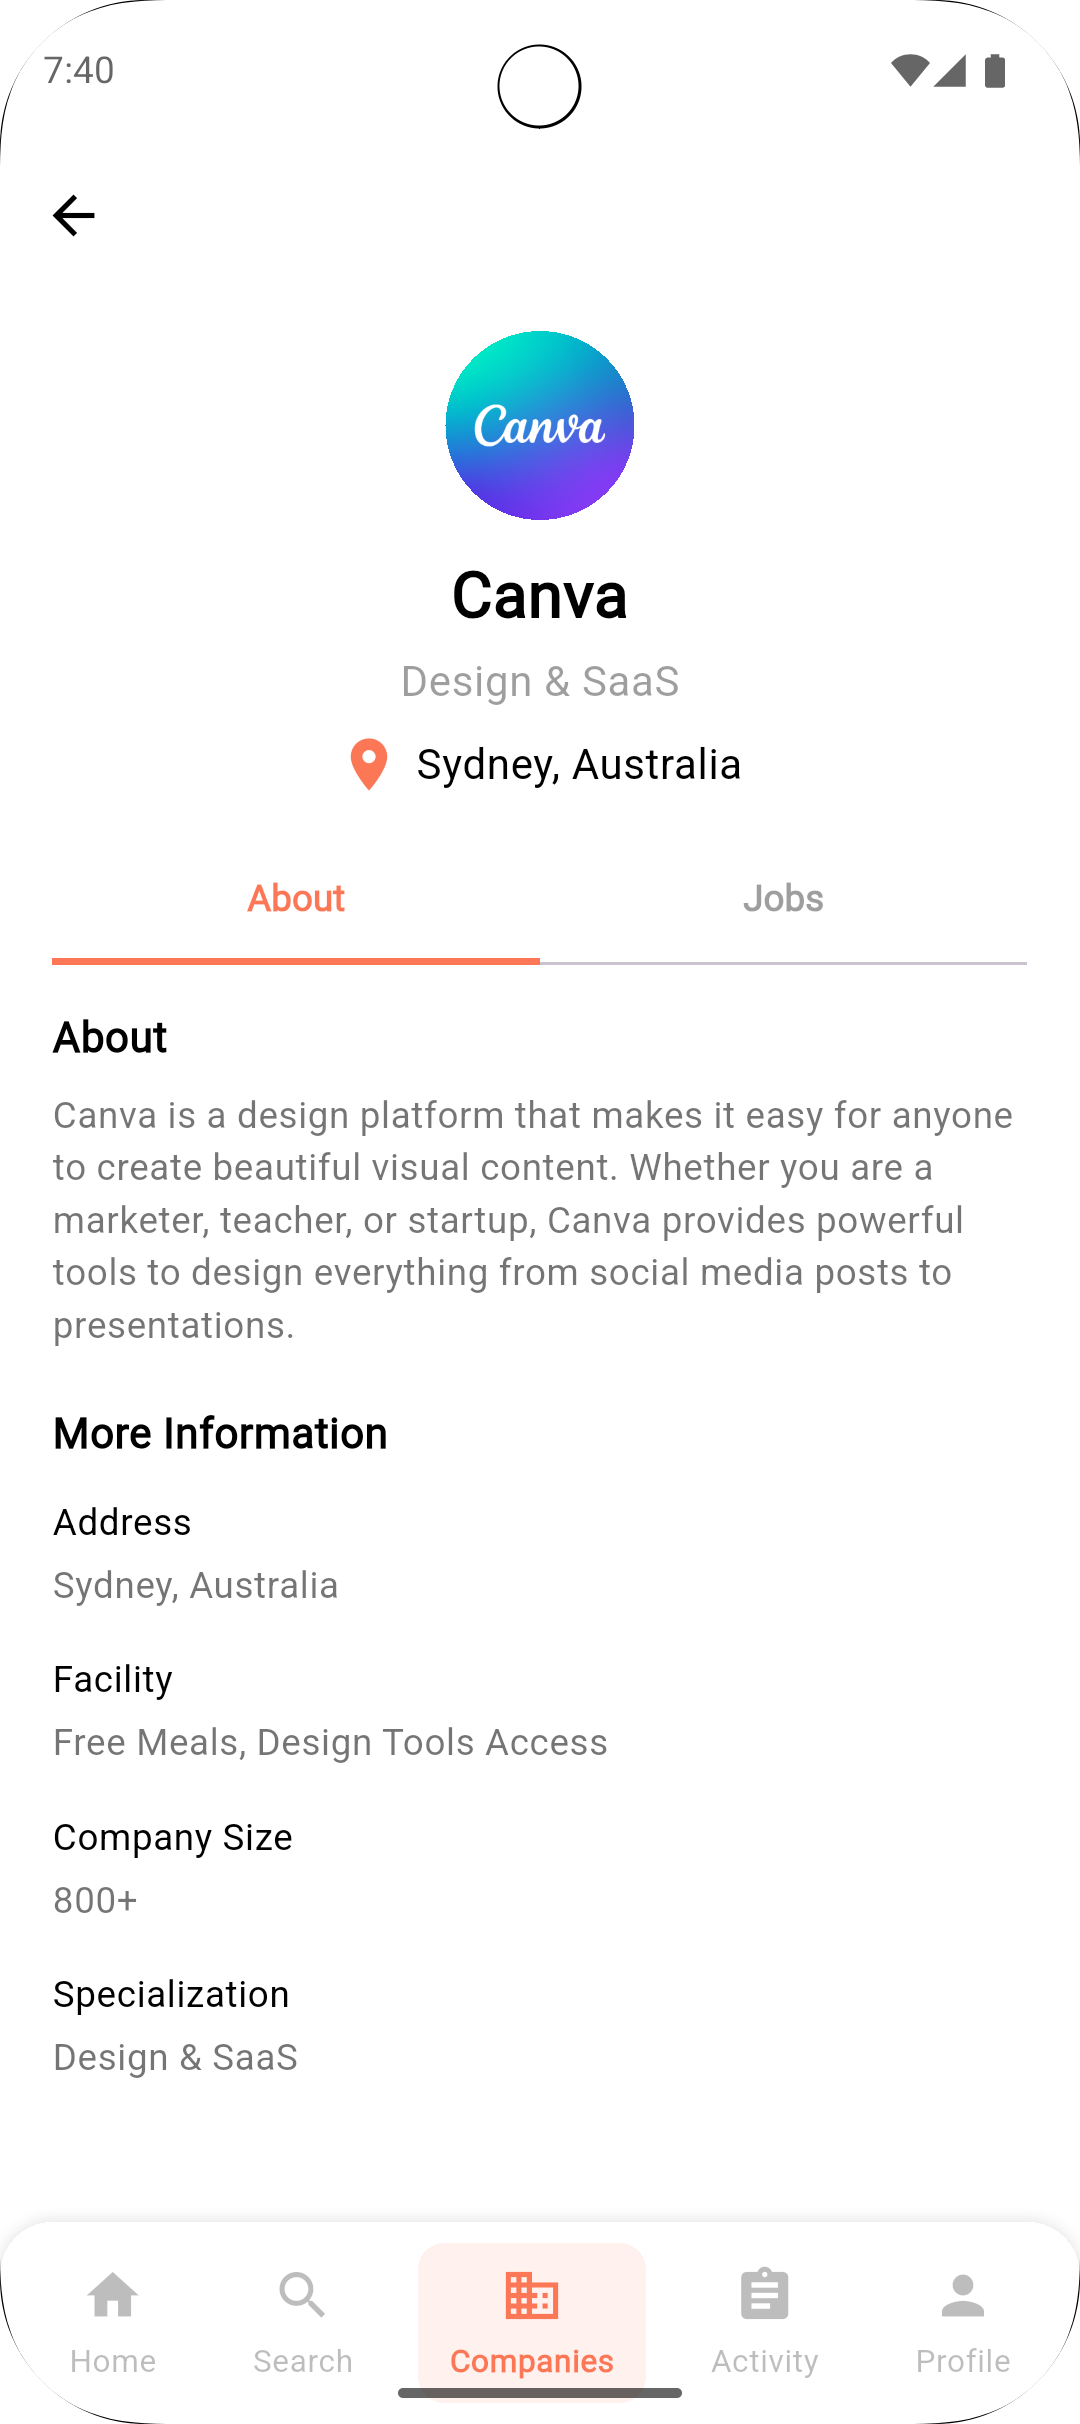 7:40
Canva
Canva
Design & SaaS
Sydney, Australia
About
Jobs
About
Canva is a design platform that makes it easy for anyone
to create beautiful visual content. Whether you are a
marketer, teacher, or startup, Canva provides powerful
tools to design everything from social media posts to
presentations.
More Information
Address
Sydney, Australia
Facility
Free Meals, Design Tools Access
Company Size
800+
Specialization
Design & SaaS
Home
Search
Companies
Activity
Profile